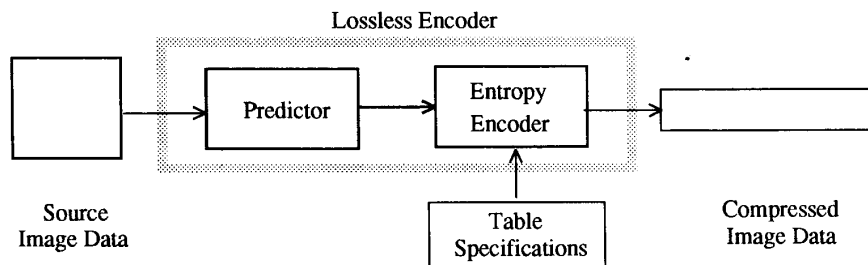 Lossless Encoder
Predictor
Entropy
Encoder
Source
Image Data
Table
Specifications
Compressed
Image Data